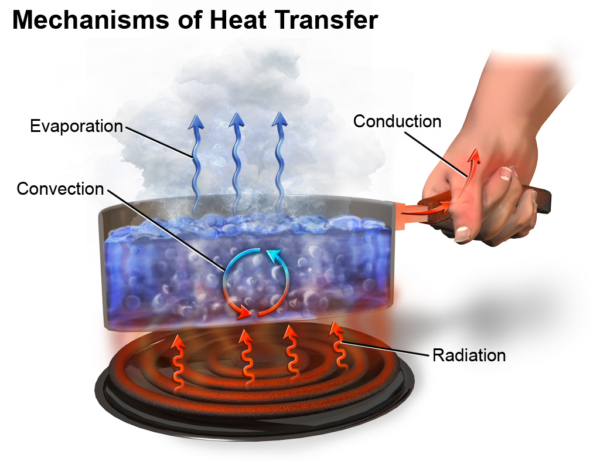 Mechanisms of Heat Transfer
Conduction
Evaporation
Convection
Radiation